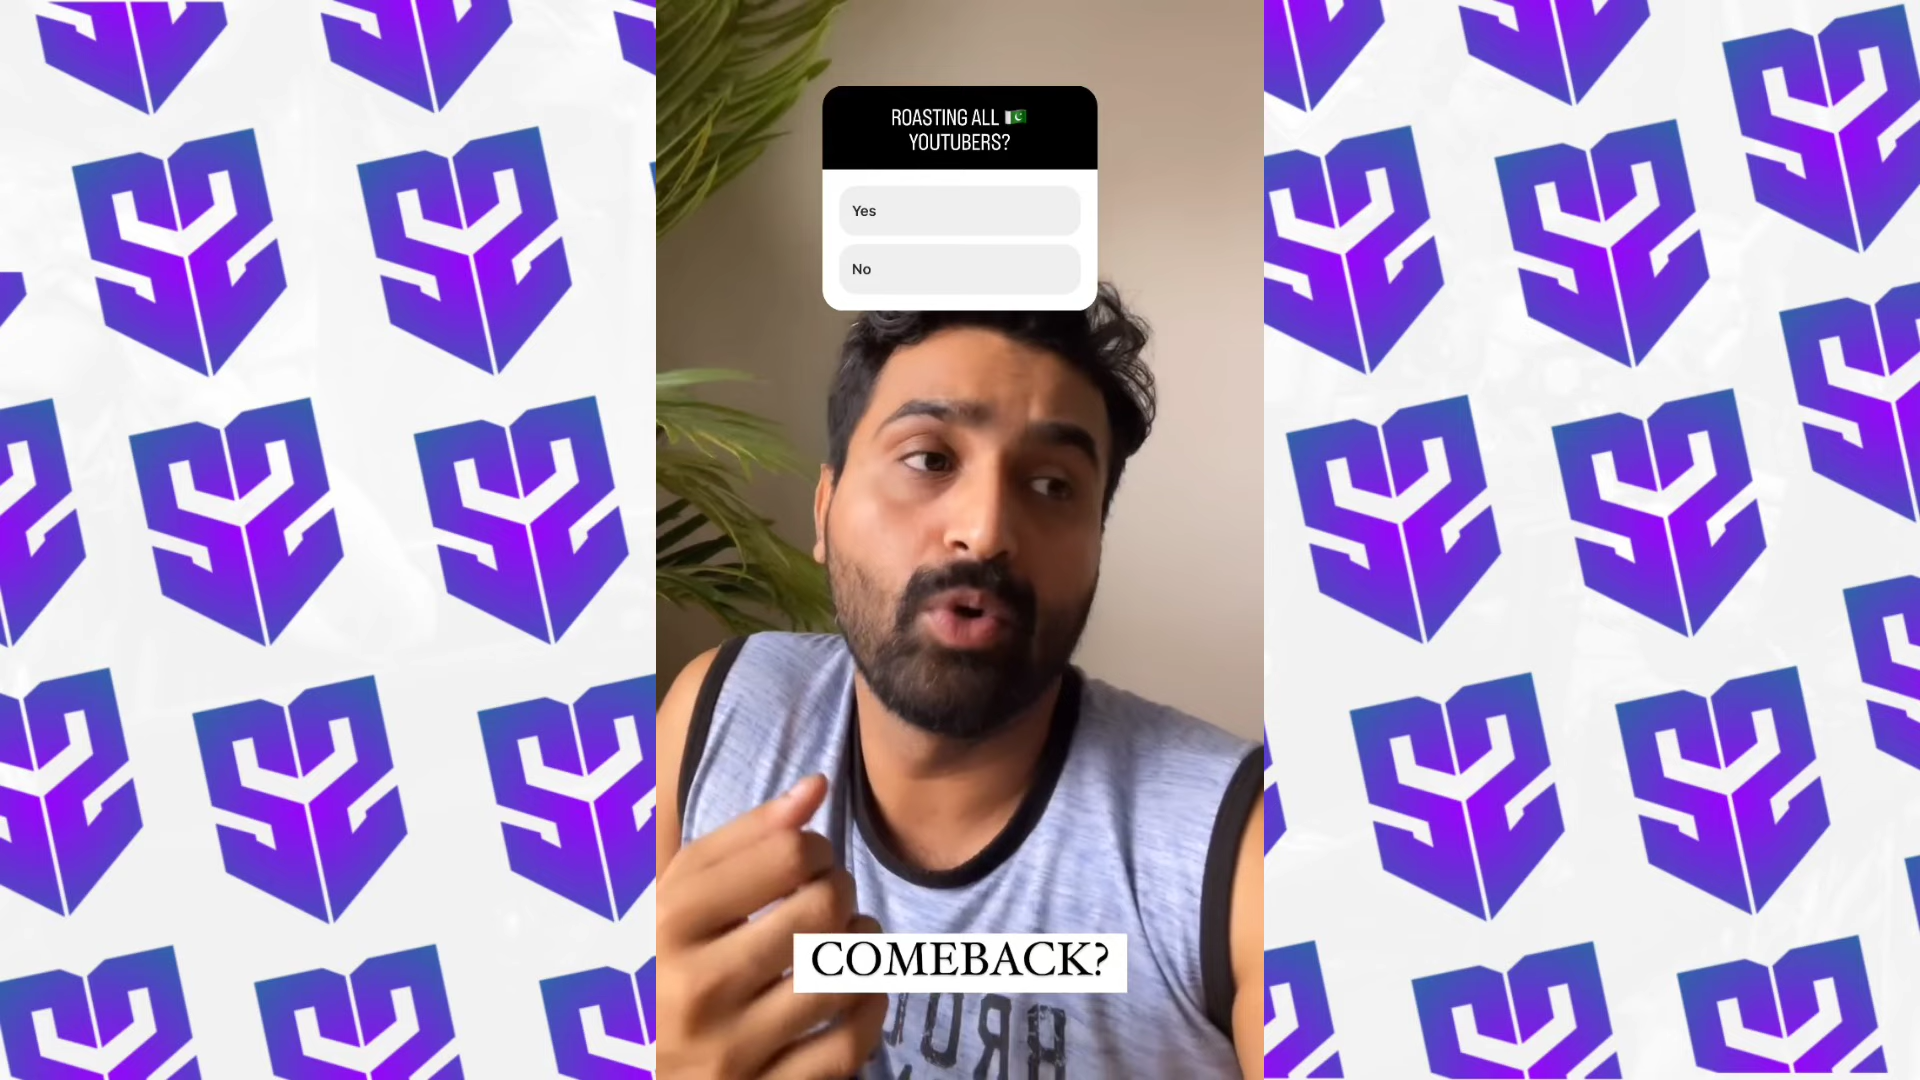 ROASTING ALL 🇵🇰
YOUTUBERS?
Yes
No
COMEBACK?